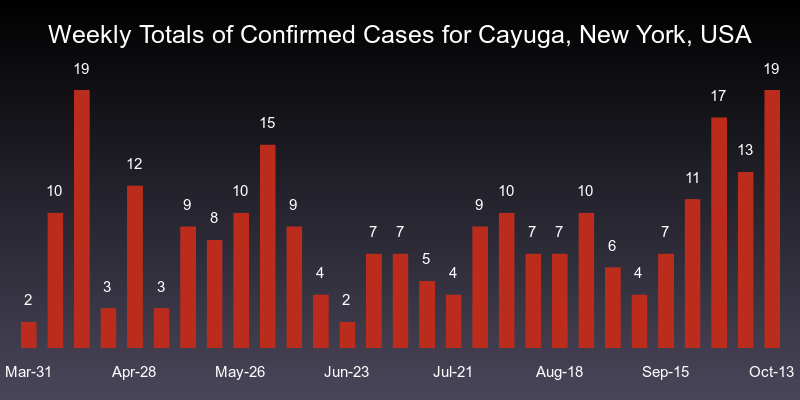 Weekly Totals of Confirmed Cases for Cayuga, New York, USA
2 10 19 3 12 3 9 8 10 15 9 4 2 7 7 5 4 9 10 7 7 10 6 4 7 11 17 13 19
Mar-31 Apr-28 May-26 Jun-23 Jul-21 Aug-18 Sep-15 Oct-13